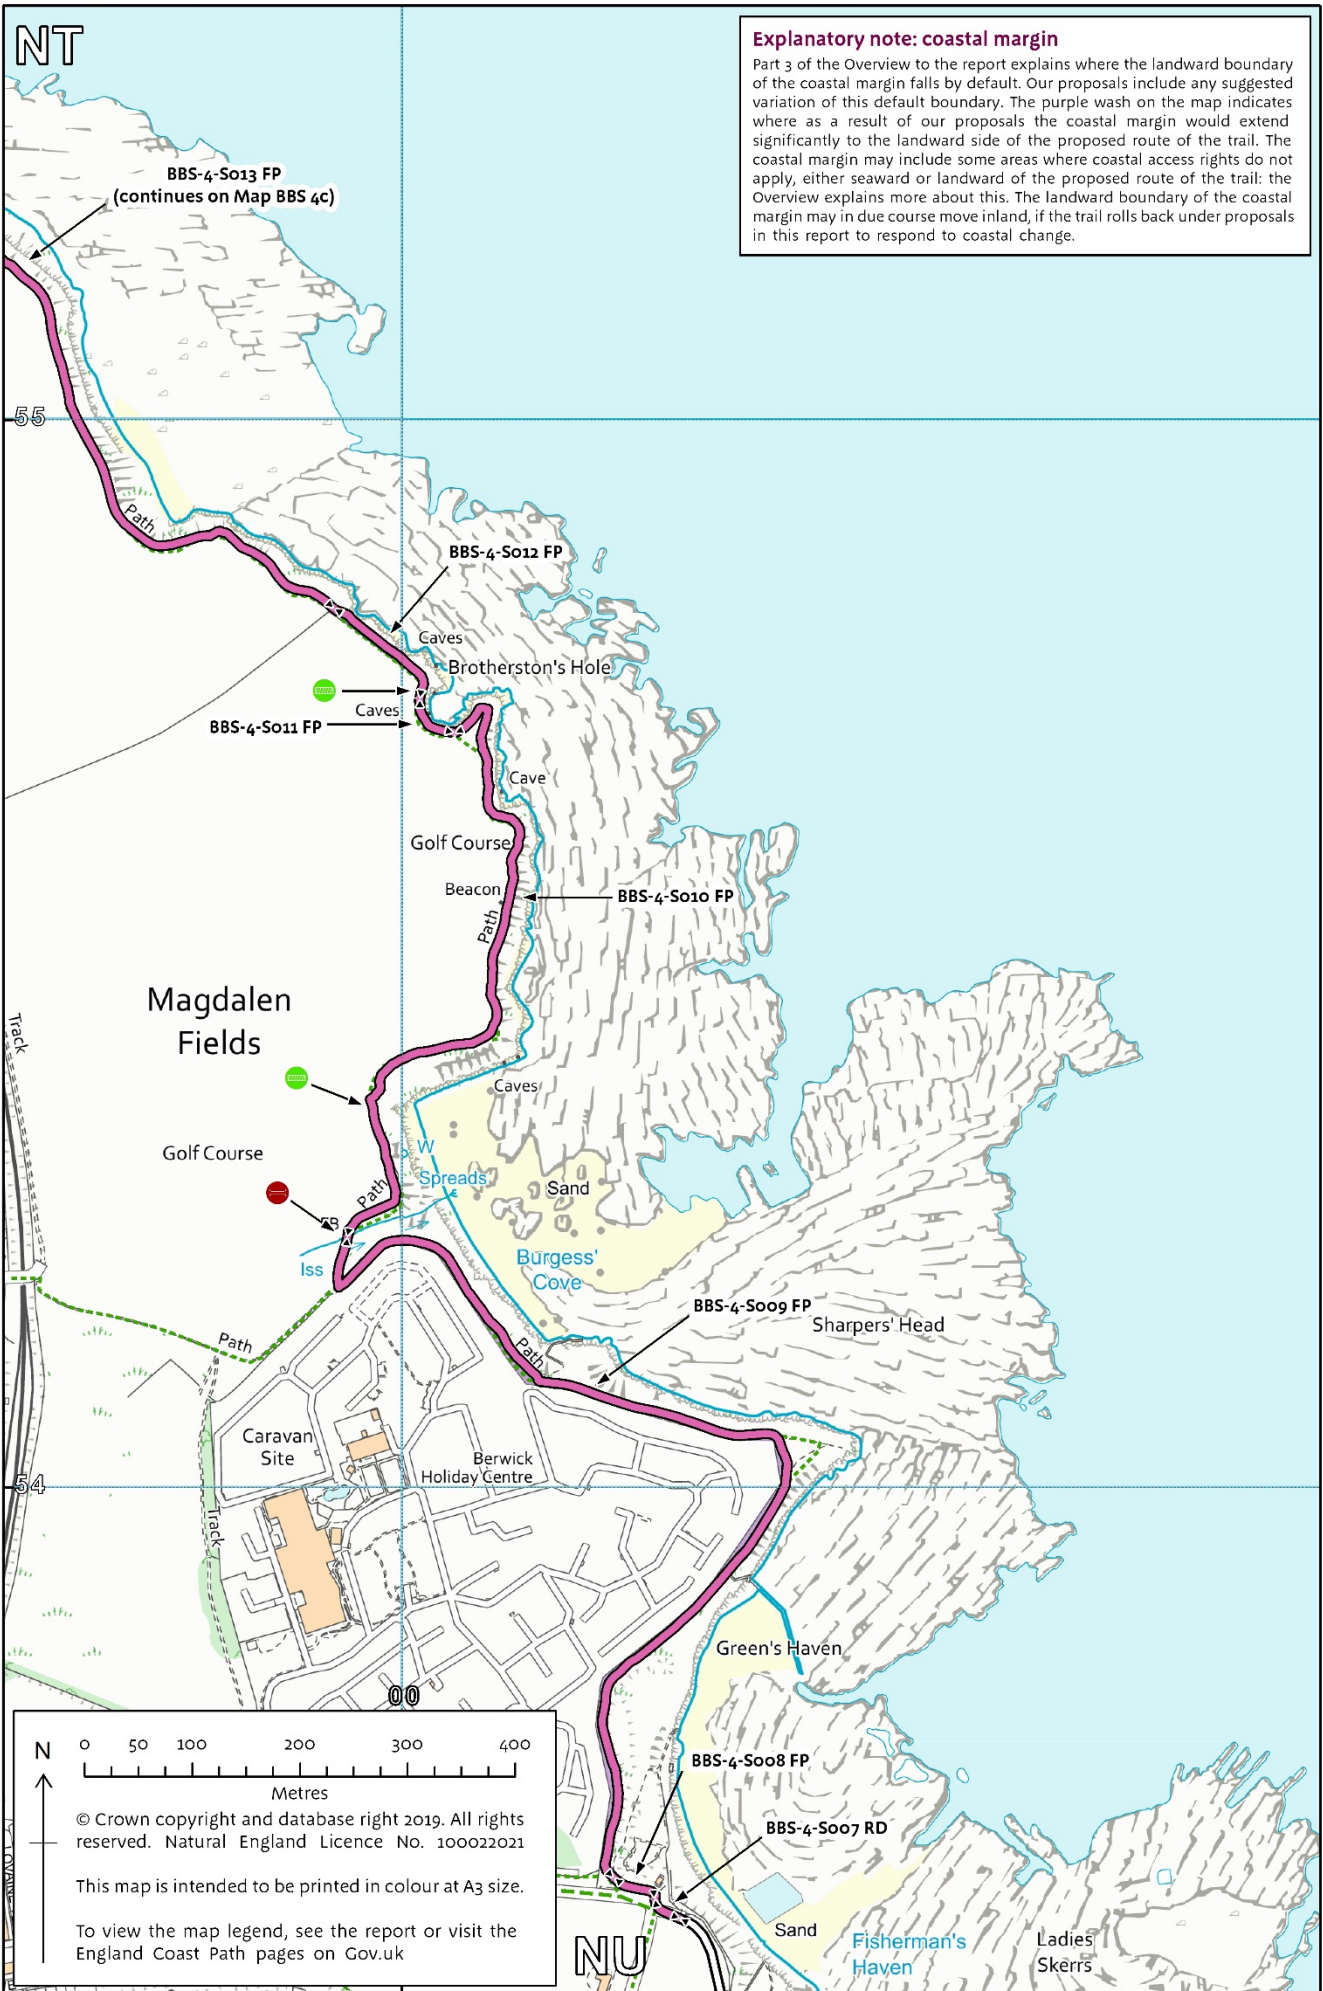 NT
Explanatory note: coastal margin
Part 3 of the Overview to the report explains where the landward boundary
of the coastal margin falls by default. Our proposals include any suggested
variation of this default boundary. The purple wash on the map indicates
where as a result of our proposals the coastal margin would extend
significantly to the landward side of the proposed route of the trail. The
coastal margin may include some areas where coastal access rights do not
apply, either seaward or landward of the proposed route of the trail: the
Overview explains more about this. The landward boundary of the coastal
margin may in due course move inland, if the trail rolls back under proposals
in this report to respond to coastal change.
BBS-4-S013 FP
(continues on Map BBS 4c)
55
Path
BBS-4-S012 FP
Caves
Brotherston's Hole
Caves
BBS-4-S011 FP
Cave
Golf Course
Beacon
BBS-4-S010 FP
Path
Magdalen
Fields
Track
Caves
W
Golf Course
Spreads
Sand
Path
FB
Burgess'
Cove
Iss
BBS-4-S009 FP
Sharpers' Head
Path
Path
Caravan
Site
Berwick
Holiday Centre
54
Track
Green's Haven
00
BBS-4-S008 FP
BBS-4-S007 RD
N
0 50 100 200 300 400
Metres
© Crown copyright and database right 2019. All rights
reserved. Natural England Licence No. 100022021
This map is intended to be printed in colour at A3 size.
To view the map legend, see the report or visit the
England Coast Path pages on Gov.uk
Sand
Fisherman's
Haven
Ladies
Skerrs
NU